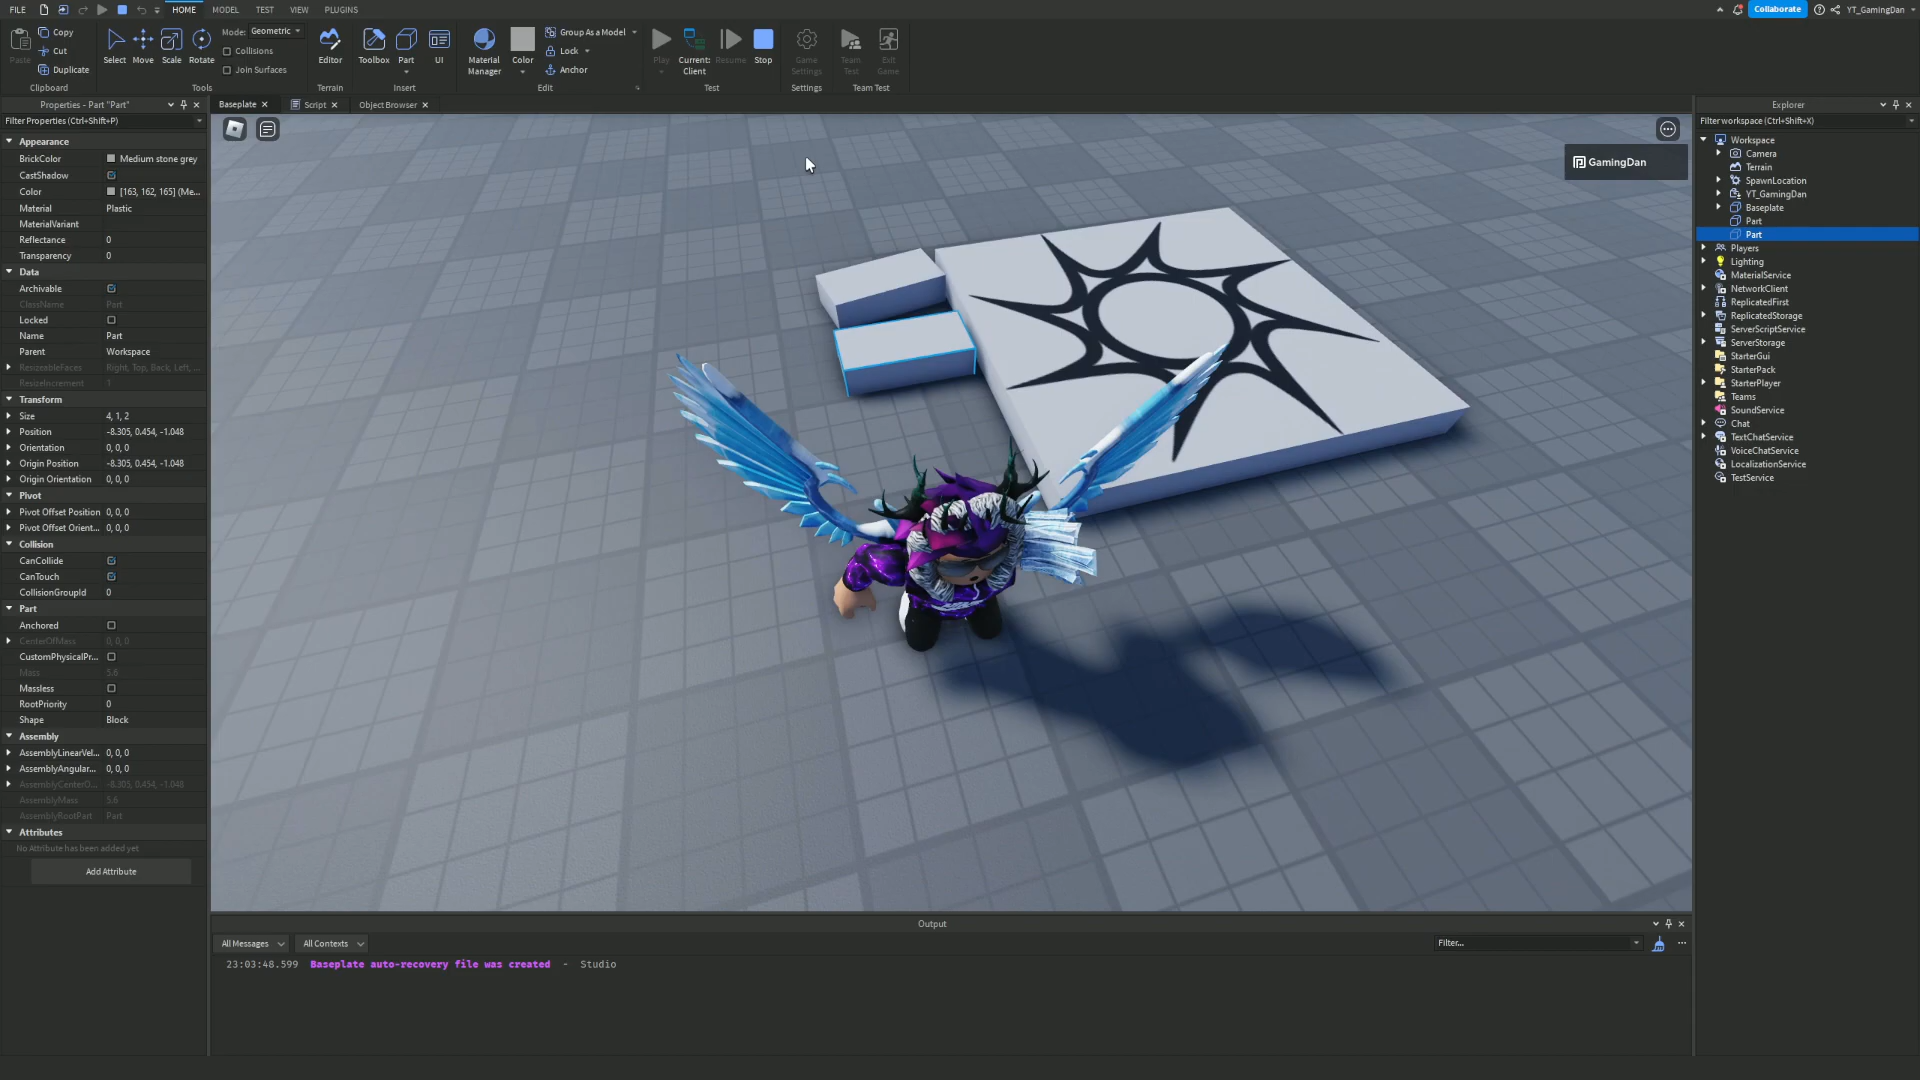 FILE HOME MODEL TEST VIEW PLUGINS Collaborate YT_GamingDan
Paste Copy Cut Duplicate Clipboard
Select Move Scale Rotate Mode: Geometric Collisions Join Surfaces Tools
Editor Terrain
Toolbox Part UI Insert
Material Manager Color Group As a Model Lock Anchor Edit
Play Current: Client Resume Stop Test
Game Settings Settings
Team Test Exit Game Team Test
Properties - Part "Part"
Baseplate Script Object Browser
Explorer
Filter Properties (Ctrl+Shift+P)
Appearance
BrickColor Medium stone grey
CastShadow
Color [163, 162, 165] (Me...
Material Plastic
MaterialVariant
Reflectance 0
Transparency 0
Data
Archivable
ClassName Part
Locked
Name Part
Parent Workspace
ResizeableFaces Right, Top, Back, Left, ...
ResizeIncrement 1
Transform
Size 4, 1, 2
Position -8.305, 0.454, -1.048
Orientation 0, 0, 0
Origin Position -8.305, 0.454, -1.048
Origin Orientation 0, 0, 0
Pivot
Pivot Offset Position 0, 0, 0
Pivot Offset Orient... 0, 0, 0
Collision
CanCollide
CanTouch
CollisionGroupId 0
Part
Anchored
CenterOfMass 0, 0, 0
CustomPhysicalPr...
Mass 5.6
Massless
RootPriority 0
Shape Block
Assembly
AssemblyLinearVel... 0, 0, 0
AssemblyAngular... 0, 0, 0
AssemblyCenterO... -8.305, 0.454, -1.048
AssemblyMass 5.6
AssemblyRootPart Part
Attributes
No Attribute has been added yet
Add Attribute
GamingDan
Filter workspace (Ctrl+Shift+X)
Workspace
Camera
Terrain
SpawnLocation
YT_GamingDan
Baseplate
Part
Part
Players
Lighting
MaterialService
NetworkClient
ReplicatedFirst
ReplicatedStorage
ServerScriptService
ServerStorage
StarterGui
StarterPack
StarterPlayer
Teams
SoundService
Chat
TextChatService
VoiceChatService
LocalizationService
TestService
Output
All Messages All Contexts Filter...
23:03:48.599 Baseplate auto-recovery file was created - Studio